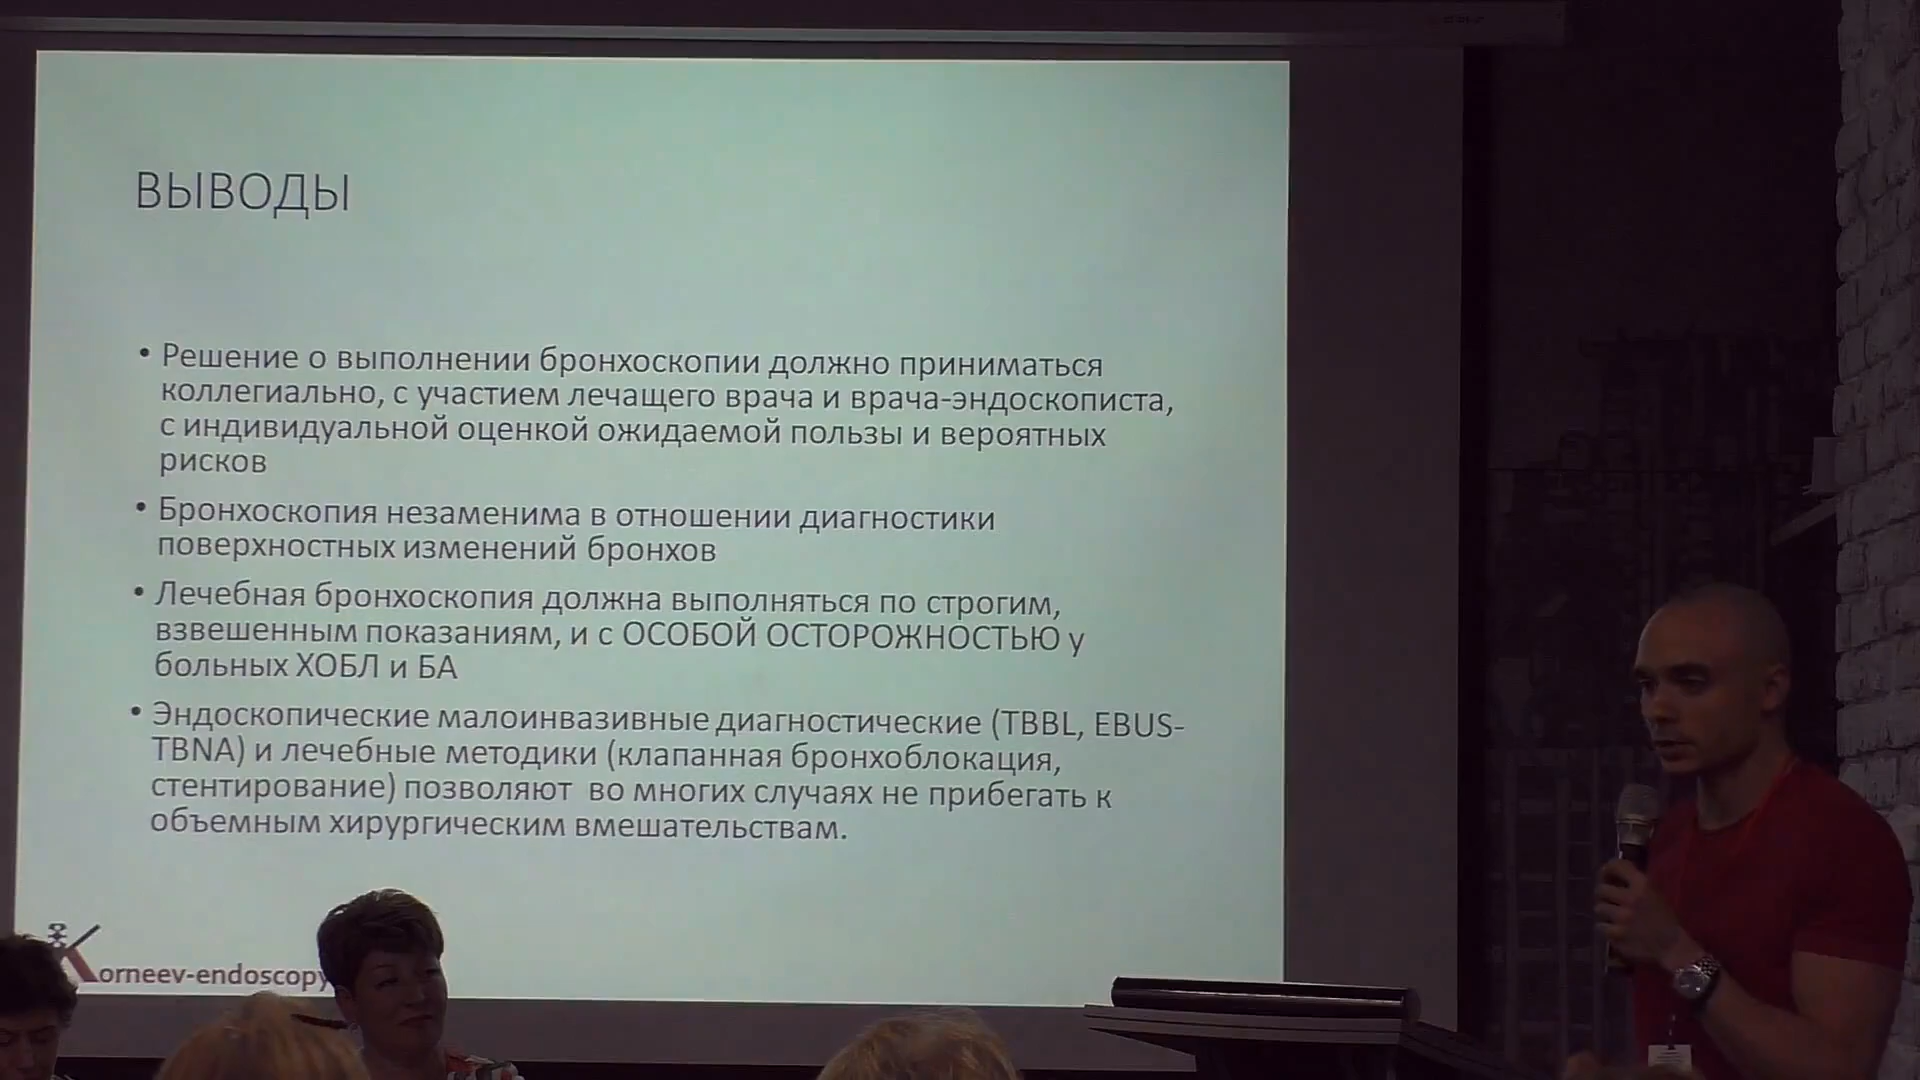 ВЫВОДЫ
• Решение о выполнении бронхоскопии должно приниматься
коллегиально, с участием лечащего врача и врача-эндоскописта,
с индивидуальной оценкой ожидаемой пользы и вероятных
рисков
• Бронхоскопия незаменима в отношении диагностики
поверхностных изменений бронхов
• Лечебная бронхоскопия должна выполняться по строгим,
взвешенным показаниям, и с ОСОБОЙ ОСТОРОЖНОСТЬЮ у
больных ХОБЛ и БА
• Эндоскопические малоинвазивные диагностические (TBBL, EBUS-
TBNA) и лечебные методики (клапанная бронхоблокация,
стентирование) позволяют во многих случаях не прибегать к
объемным хирургическим вмешательствам.
Korneev-endoscopy